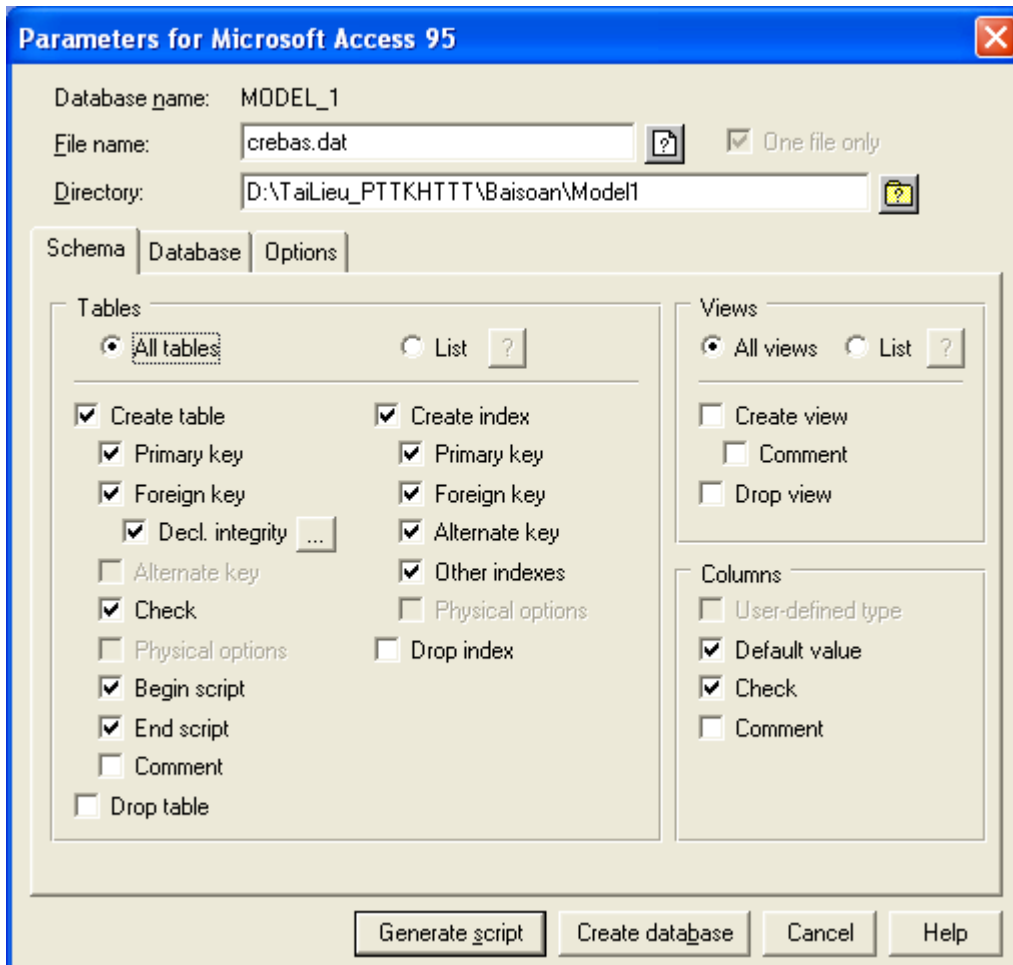 Parameters for Microsoft Access 95
Database name: MODEL_1
File name: crebas.dat ? One file only
Directory: D:\TaiLieu_PTTKHTTT\Baisoan\Model1 ?
Schema Database Options
Tables
All tables List ?
Create table Create index
Primary key Primary key
Foreign key Foreign key
Decl. integrity ... Alternate key
Alternate key Other indexes
Check Physical options
Physical options Drop index
Begin script
End script
Comment
Drop table
Views
All views List ?
Create view
Comment
Drop view
Columns
User-defined type
Default value
Check
Comment
Generate script Create database Cancel Help